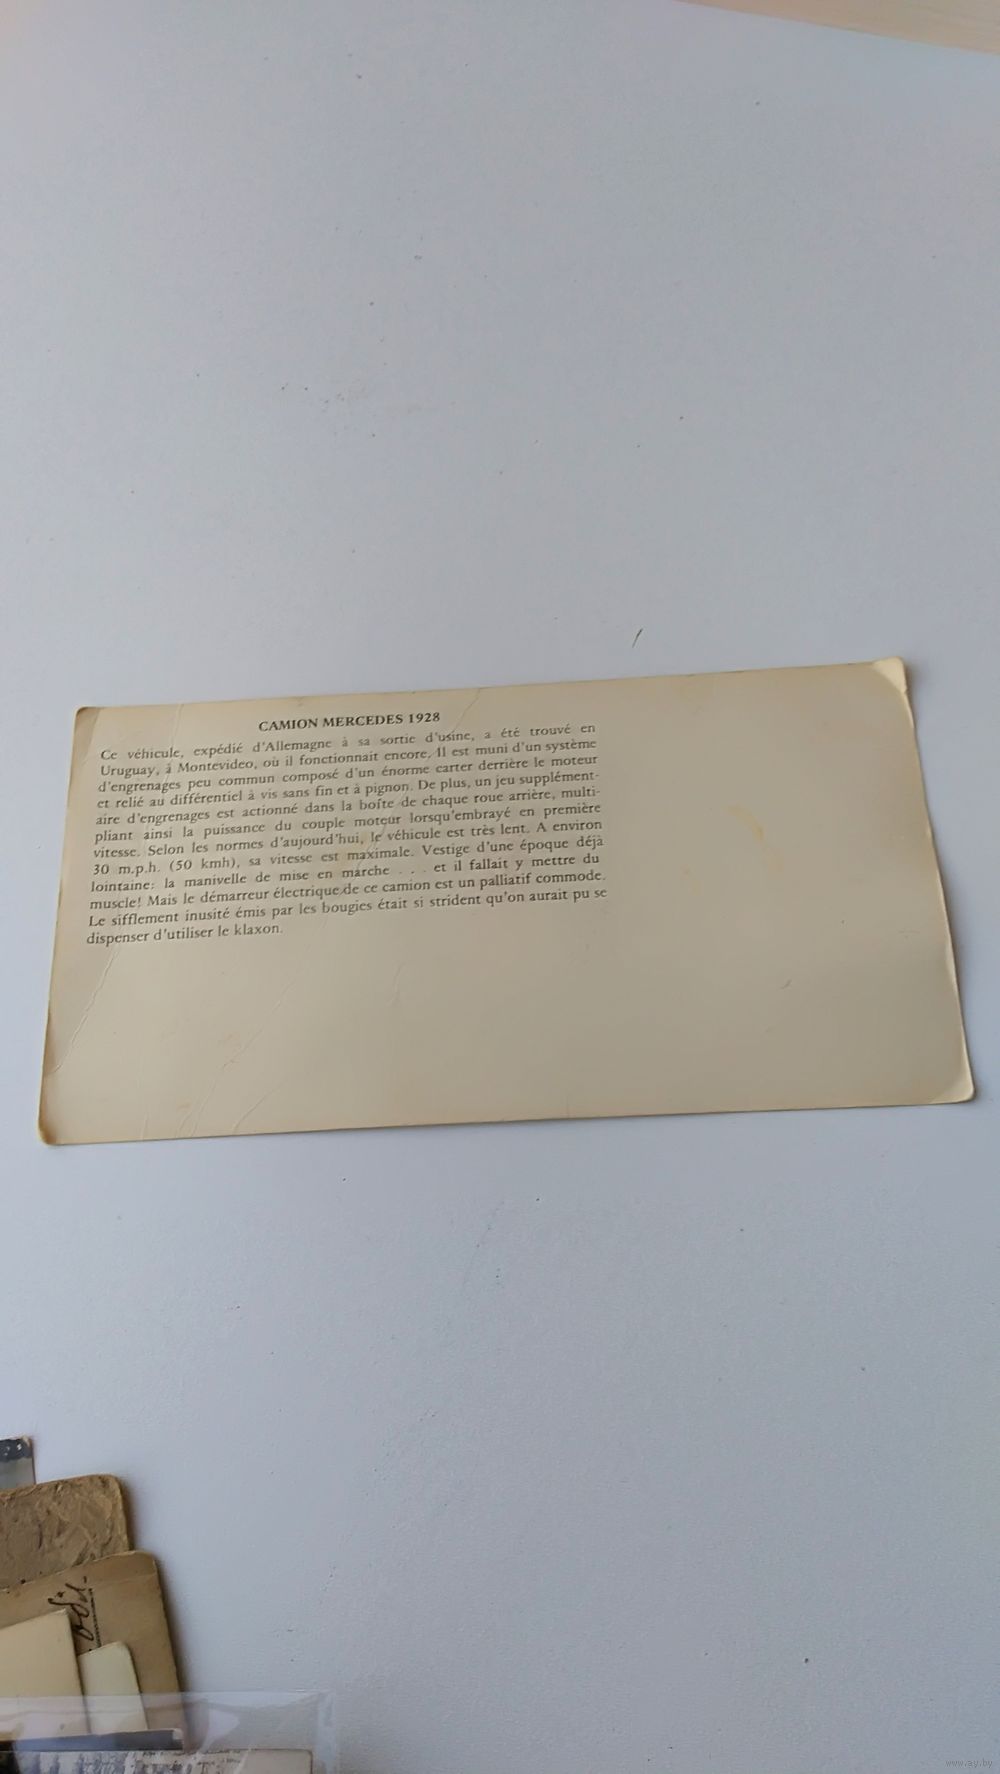 CAMION MERCEDES 1928
Ce véhicule, expédié d'Allemagne à sa sortie d'usine, a été trouvé en
Uruguay, à Montevideo, où il fonctionnait encore. Il est muni d'un système
d'engrenages peu commun composé d'un énorme carter derrière le moteur
et relié au différentiel à vis sans fin et à pignon. De plus, un jeu supplément-
aire d'engrenages est actionné dans la boîte de chaque roue arrière, multi-
pliant ainsi la puissance du couple moteur lorsqu'embrayé en première
vitesse. Selon les normes d'aujourd'hui, le véhicule est très lent. A environ
30 m.p.h. (50 kmh), sa vitesse est maximale. Vestige d'une époque déjà
lointaine: la manivelle de mise en marche . . . et il fallait y mettre du
muscle! Mais le démarreur électrique de ce camion est un palliatif commode.
Le sifflement inusité émis par les bougies était si strident qu'on aurait pu se
dispenser d'utiliser le klaxon.
www.ay.by